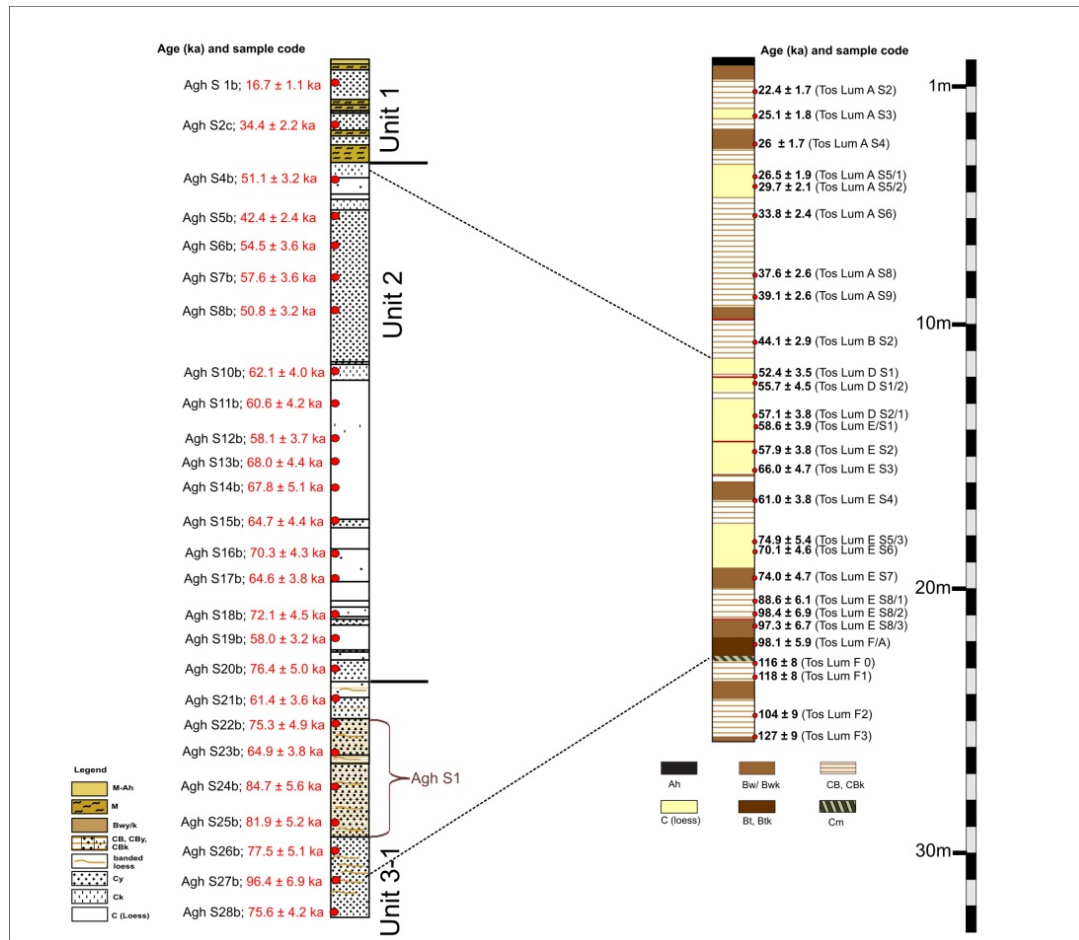 Age (ka) and sample code
Agh S 1b; 16.7 ± 1.1 ka
Agh S2c; 34.4 ± 2.2 ka
Agh S4b; 51.1 ± 3.2 ka
Agh S5b; 42.4 ± 2.4 ka
Agh S6b; 54.5 ± 3.6 ka
Agh S7b; 57.6 ± 3.6 ka
Agh S8b; 50.8 ± 3.2 ka
Agh S10b; 62.1 ± 4.0 ka
Agh S11b; 60.6 ± 4.2 ka
Agh S12b; 58.1 ± 3.7 ka
Agh S13b; 68.0 ± 4.4 ka
Agh S14b; 67.8 ± 5.1 ka
Agh S15b; 64.7 ± 4.4 ka
Agh S16b; 70.3 ± 4.3 ka
Agh S17b; 64.6 ± 3.8 ka
Agh S18b; 72.1 ± 4.5 ka
Agh S19b; 58.0 ± 3.2 ka
Agh S20b; 76.4 ± 5.0 ka
Agh S21b; 61.4 ± 3.6 ka
Agh S22b; 75.3 ± 4.9 ka
Agh S23b; 64.9 ± 3.8 ka
Agh S24b; 84.7 ± 5.6 ka
Agh S25b; 81.9 ± 5.2 ka
Agh S26b; 77.5 ± 5.1 ka
Agh S27b; 96.4 ± 6.9 ka
Agh S28b; 75.6 ± 4.2 ka
Unit 1
Unit 2
Unit 3-1
Agh S1
Legend
M-Ah
M
Bwy/k
CB, CBy,
CBk
banded
loess
Cy
Ck
C (Loess)
Age (ka) and sample code
22.4 ± 1.7 (Tos Lum A S2)
25.1 ± 1.8 (Tos Lum A S3)
26 ± 1.7 (Tos Lum A S4)
26.5 ± 1.9 (Tos Lum A S5/1)
29.7 ± 2.1 (Tos Lum A S5/2)
33.8 ± 2.4 (Tos Lum A S6)
37.6 ± 2.6 (Tos Lum A S8)
39.1 ± 2.6 (Tos Lum A S9)
44.1 ± 2.9 (Tos Lum B S2)
52.4 ± 3.5 (Tos Lum D S1)
55.7 ± 4.5 (Tos Lum D S1/2)
57.1 ± 3.8 (Tos Lum D S2/1)
58.6 ± 3.9 (Tos Lum E/S1)
57.9 ± 3.8 (Tos Lum E S2)
66.0 ± 4.7 (Tos Lum E S3)
61.0 ± 3.8 (Tos Lum E S4)
74.9 ± 5.4 (Tos Lum E S5/3)
70.1 ± 4.6 (Tos Lum E S6)
74.0 ± 4.7 (Tos Lum E S7)
88.6 ± 6.1 (Tos Lum E S8/1)
98.4 ± 6.9 (Tos Lum E S8/2)
97.3 ± 6.7 (Tos Lum E S8/3)
98.1 ± 5.9 (Tos Lum F/A)
116 ± 8 (Tos Lum F 0)
118 ± 8 (Tos Lum F1)
104 ± 9 (Tos Lum F2)
127 ± 9 (Tos Lum F3)
Ah
Bw/ Bwk
CB, CBk
C (loess)
Bt, Btk
Cm
1m
10m
20m
30m